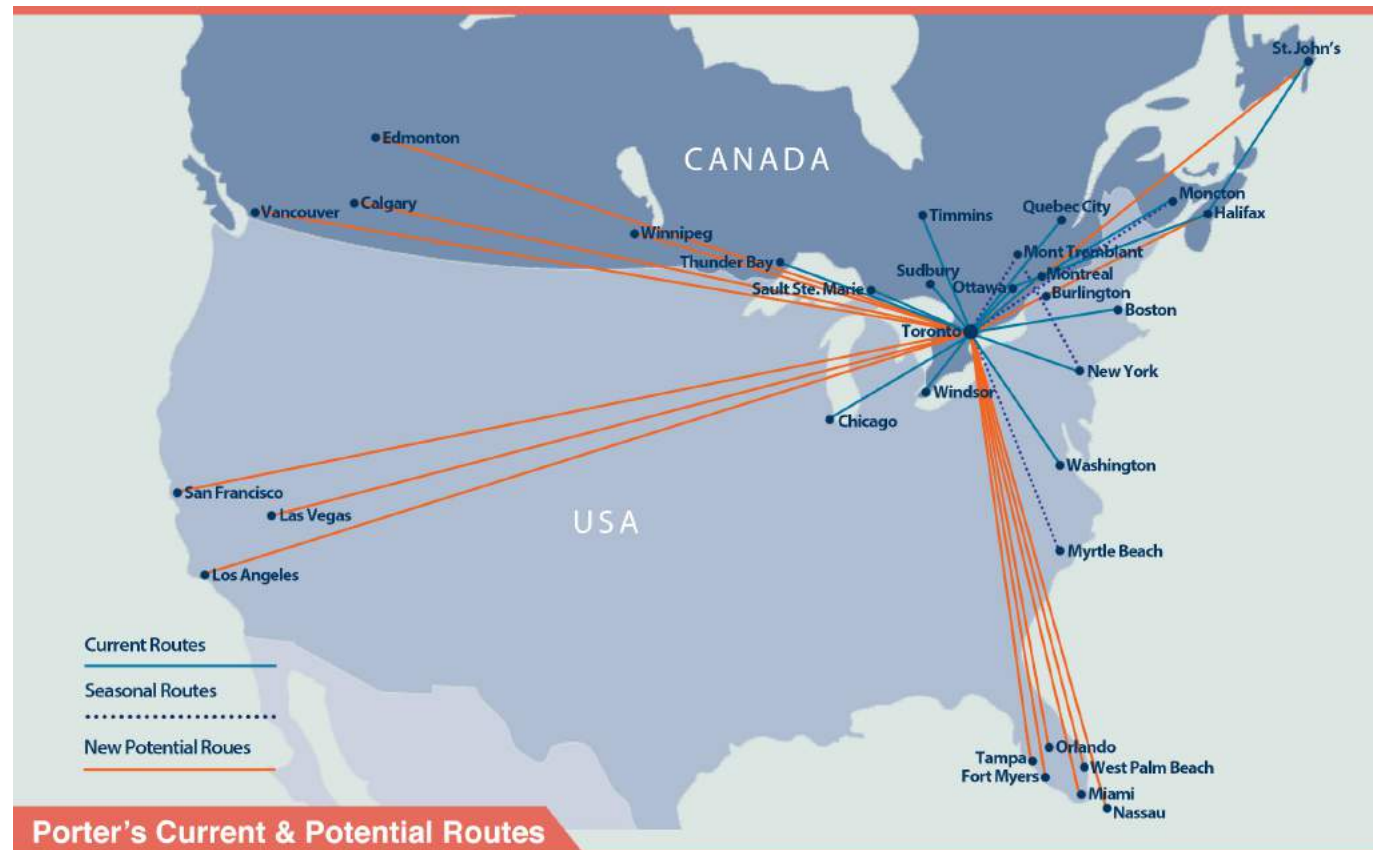 St. John's
Edmonton
CANADA
Moncton
Vancouver
Calgary
Timmins
Quebec City
Halifax
Winnipeg
Mont Tremblant
Thunder Bay
Sudbury
Montreal
Sault Ste. Marie
Ottawa
Burlington
Boston
Toronto
New York
Windsor
Chicago
Washington
San Francisco
Las Vegas
USA
Myrtle Beach
Los Angeles
Current Routes
Seasonal Routes
New Potential Roues
Orlando
Tampa
West Palm Beach
Fort Myers
Miami
Nassau
Porter's Current & Potential Routes